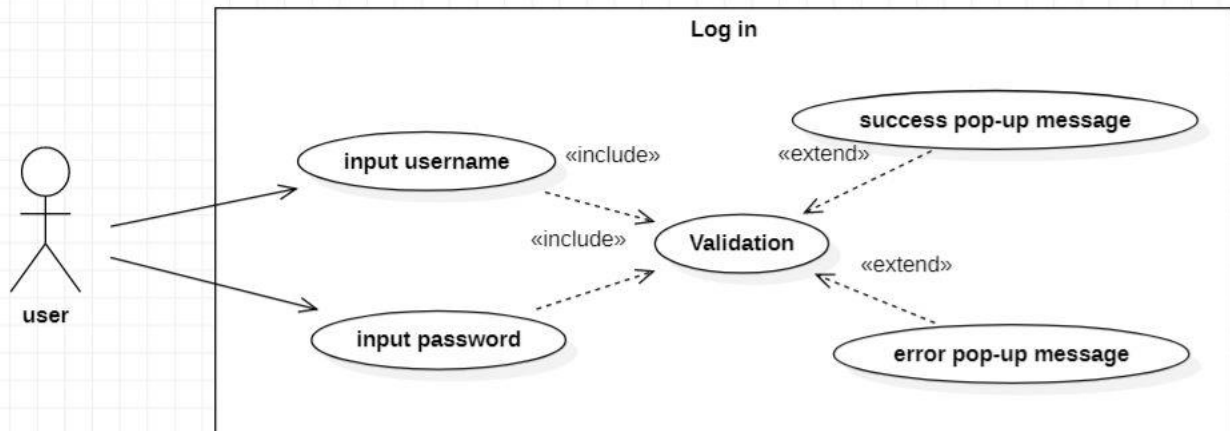 Log in
success pop-up message
input username
«include»
«extend»
«include»
Validation
«extend»
user
input password
error pop-up message